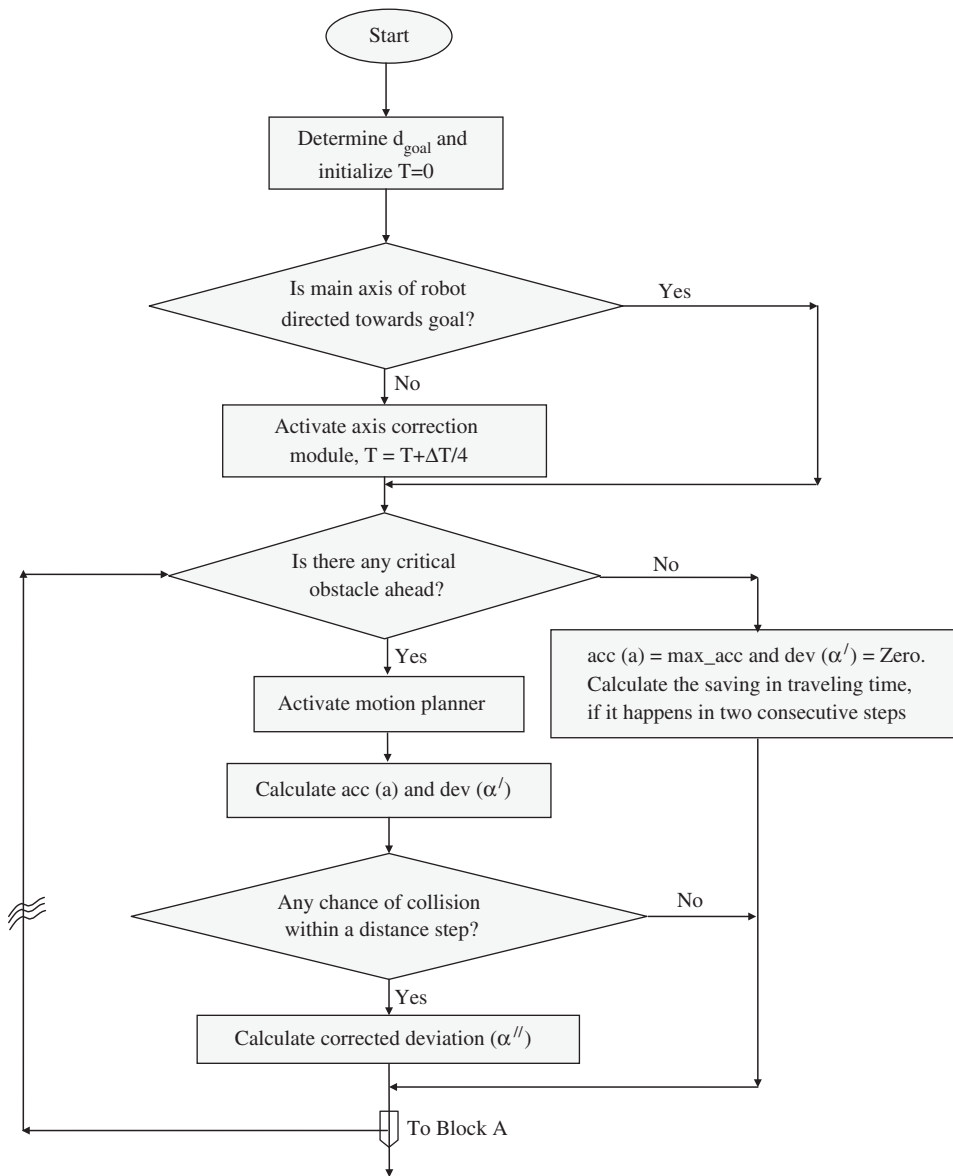 Start
Determine d_goal and
initialize T=0
Is main axis of robot
directed towards goal?
Yes
No
Activate axis correction
module, T = T+ΔT/4
Is there any critical
obstacle ahead?
No
Yes
acc (a) = max_acc and dev (α/) = Zero.
Calculate the saving in traveling time,
if it happens in two consecutive steps
Activate motion planner
Calculate acc (a) and dev (α/)
Any chance of collision
within a distance step?
No
Yes
Calculate corrected deviation (α//)
To Block A